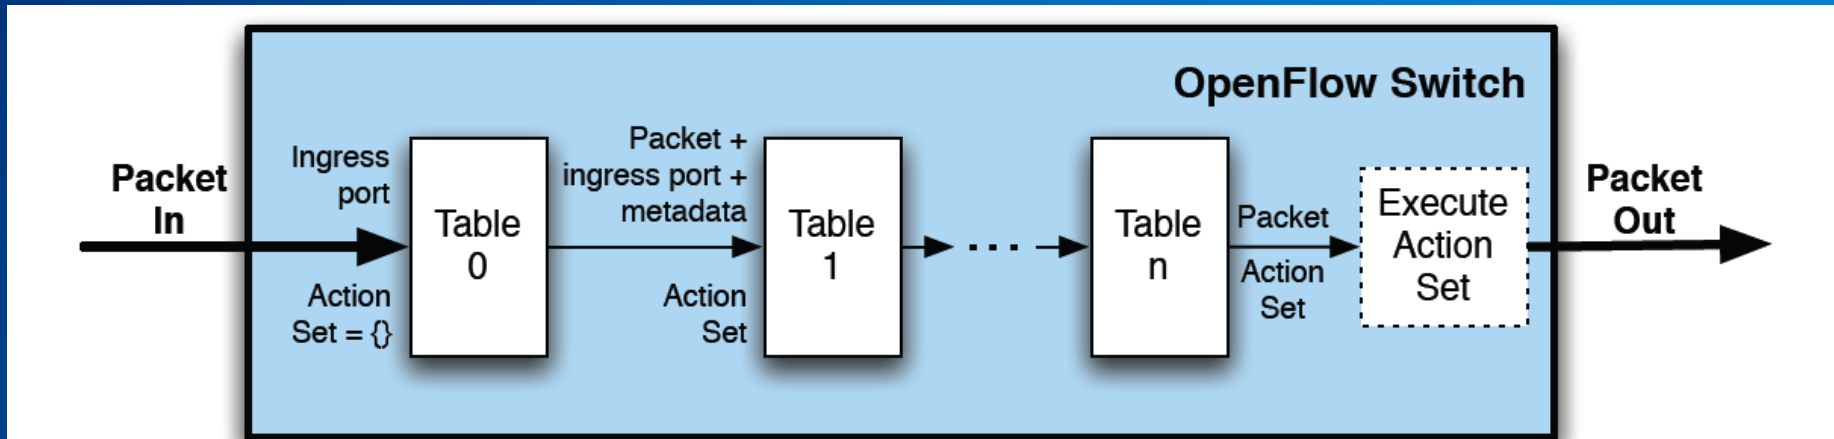 OpenFlow Switch
Packet
In
Ingress
port
Action
Set = {}
Table
0
Packet +
ingress port +
metadata
Action
Set
Table
1
...
Table
n
Packet
Action
Set
Execute
Action
Set
Packet
Out